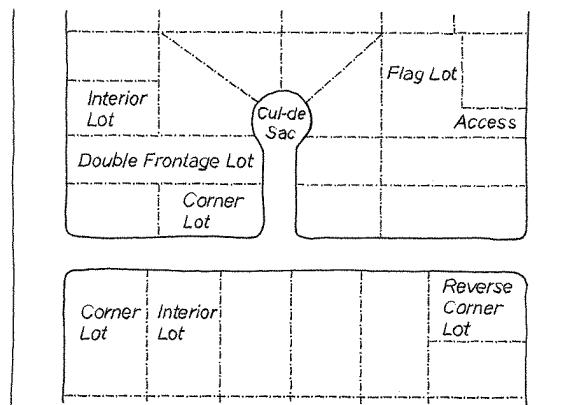 Flag Lot
Interior
Lot
Cul-de
Sac
Access
Double Frontage Lot
Corner
Lot
Corner
Lot
Interior
Lot
Reverse
Corner
Lot